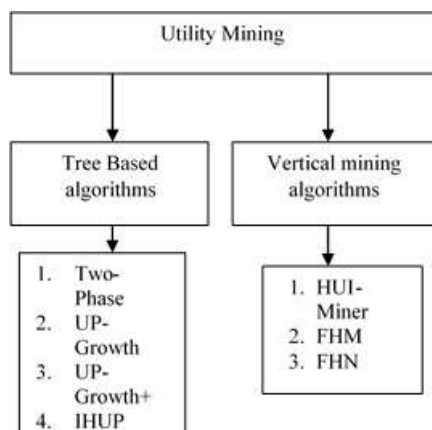 Utility Mining
Tree Based
algorithms
Vertical mining
algorithms
1. Two-
Phase
2. UP-
Growth
3. UP-
Growth+
4. IHUP
1. HUI-
Miner
2. FHM
3. FHN